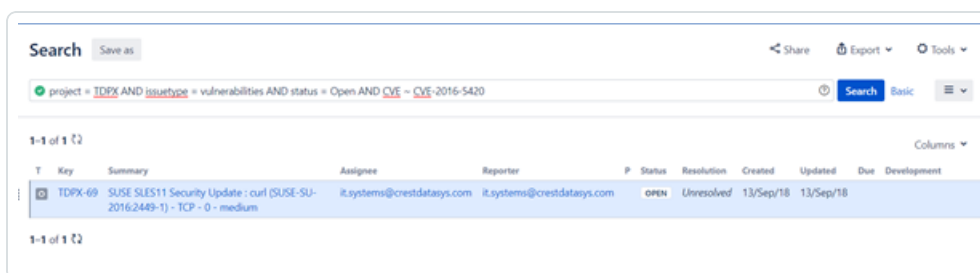 Search Save as Share Export Tools
project = TDPX AND issuetype = vulnerabilities AND status = Open AND CVE ~ CVE-2016-5420 Search Basic
1–1 of 1
Columns
T Key Summary Assignee Reporter P Status Resolution Created Updated Due Development
TDPX-69 SUSE SLES11 Security Update : curl (SUSE-SU- it.systems@crestdatasys.com it.systems@crestdatasys.com OPEN Unresolved 13/Sep/18 13/Sep/18
2016:2449-1) - TCP - 0 - medium
1–1 of 1